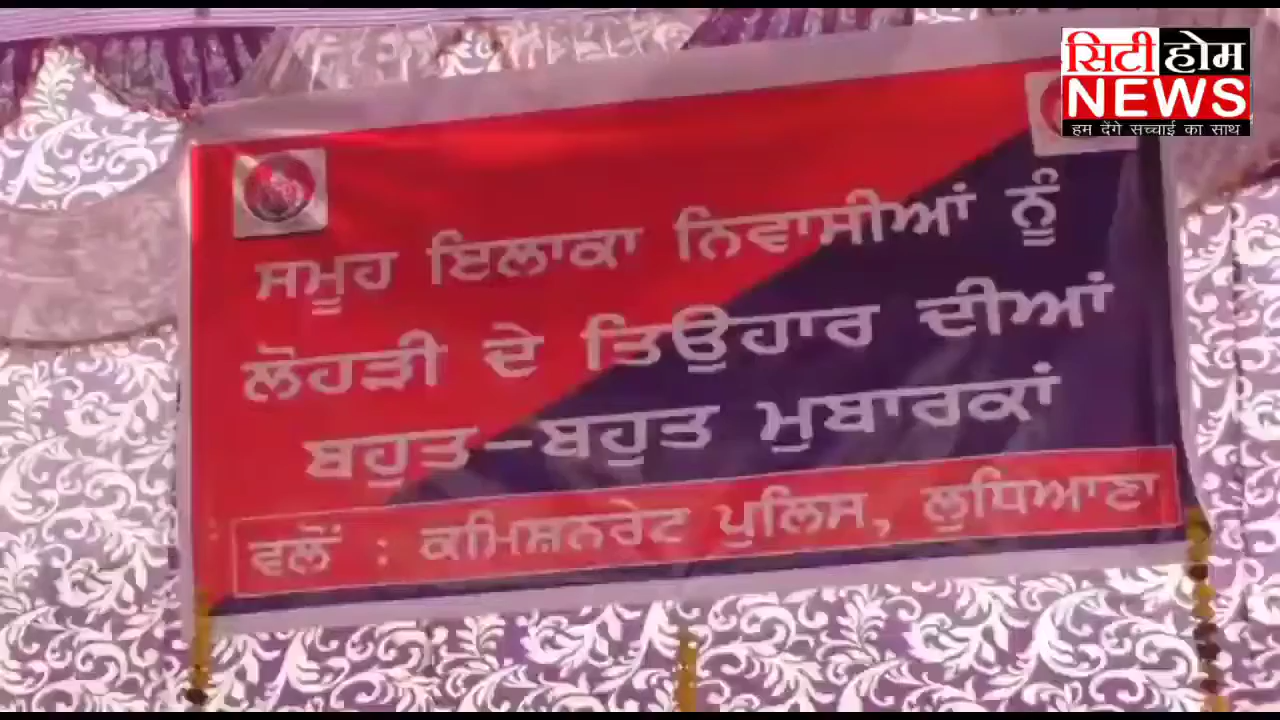 सिटी होम
NEWS
हम देंगे सच्चाई का साथ
ਸਮੂਹ ਇਲਾਕਾ ਨਿਵਾਸੀਆਂ ਨੂੰ
ਲੋਹੜੀ ਦੇ ਤਿਉਹਾਰ ਦੀਆਂ
ਬਹੁਤ-ਬਹੁਤ ਮੁਬਾਰਕਾਂ
ਵਲੋਂ : ਕਮਿਸ਼ਨਰੇਟ ਪੁਲਿਸ, ਲੁਧਿਆਣਾ